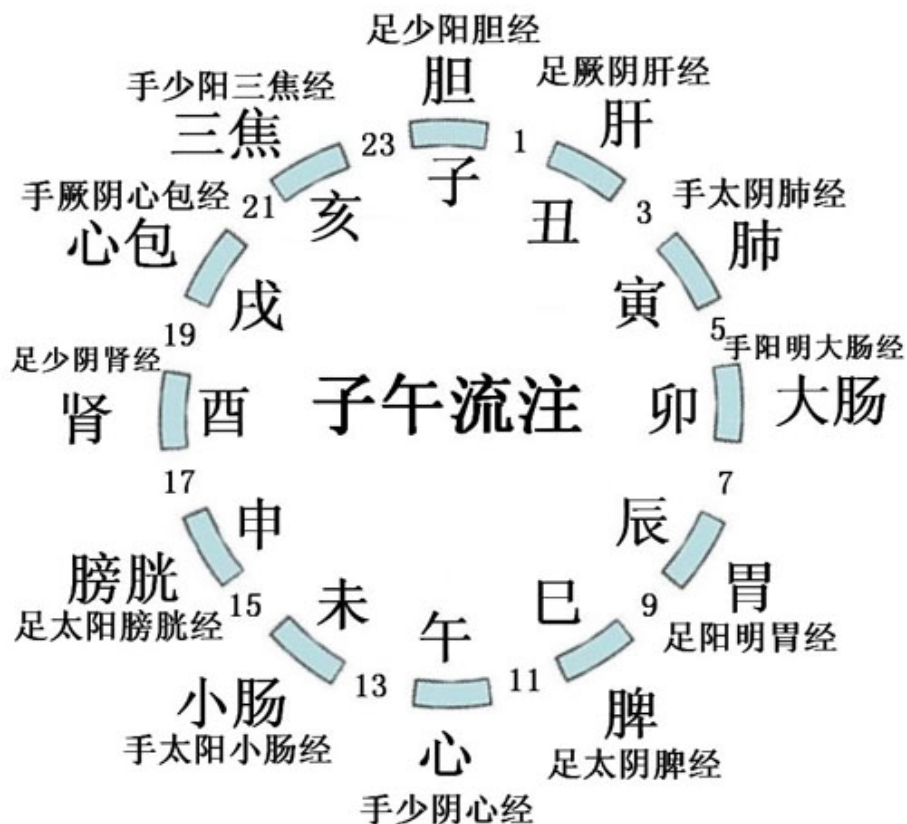 足少阳胆经
胆
子
1
足厥阴肝经
肝
丑
3
手太阴肺经
肺
寅
5
手阳明大肠经
大肠
卯
7
辰
胃
足阳明胃经
9
巳
脾
足太阴脾经
11
午
心
手少阴心经
13
未
小肠
手太阳小肠经
15
申
膀胱
足太阳膀胱经
17
足少阴肾经
肾
酉
19
手厥阴心包经
心包
戌
21
手少阳三焦经
三焦
亥
23
子午流注